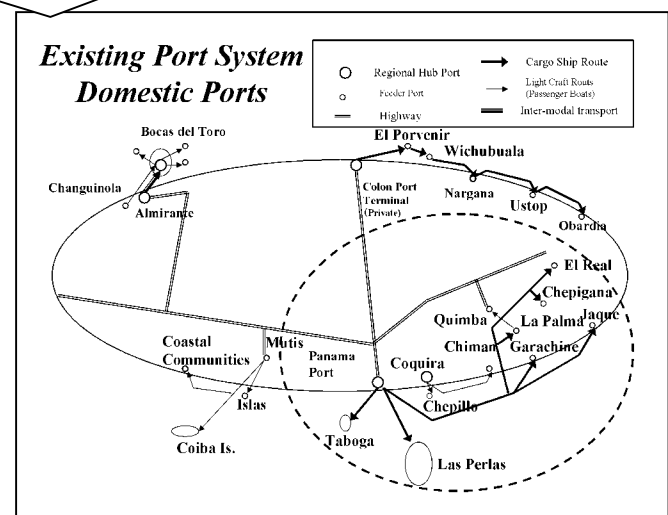 Existing Port System
Domestic Ports
Regional Hub Port
Feeder Port
Highway
Cargo Ship Route
Light Craft Routs
(Passenger Boats)
Inter-modal transport
Bocas del Toro
El Porvenir
Wichubuala
Changuinola
Almirante
Colon Port
Terminal
(Private)
Nargana
Ustop
Obardia
El Real
Chepigana
Quimba
La Palma
Jaque
Coastal
Communities
Mutis
Panama
Port
Chiman
Garachine
Coquira
Chepillo
Islas
Taboga
Coiba Is.
Las Perlas